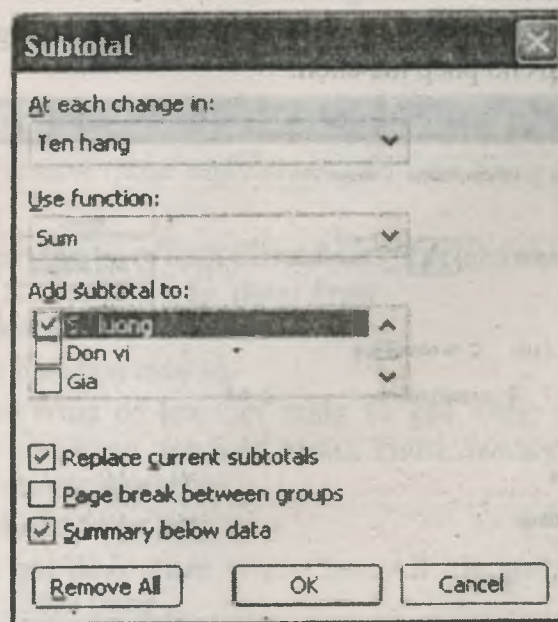 Subtotal
At each change in:
Ten hang
Use function:
Sum
Add subtotal to:
luong
Don vi
Gia
Replace current subtotals
Page break between groups
Summary below data
Remove All
OK
Cancel